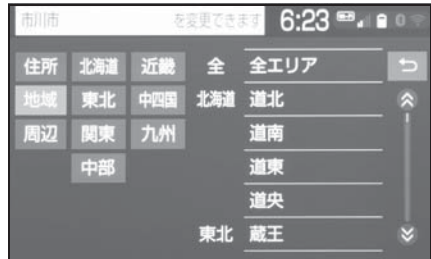 市川市 を変更できます 6:23
住所 北海道 近畿 全 全エリア
地域 東北 中四国 北海道 道北
周辺 関東 九州 道南
中部 道東
道央
東北 蔵王